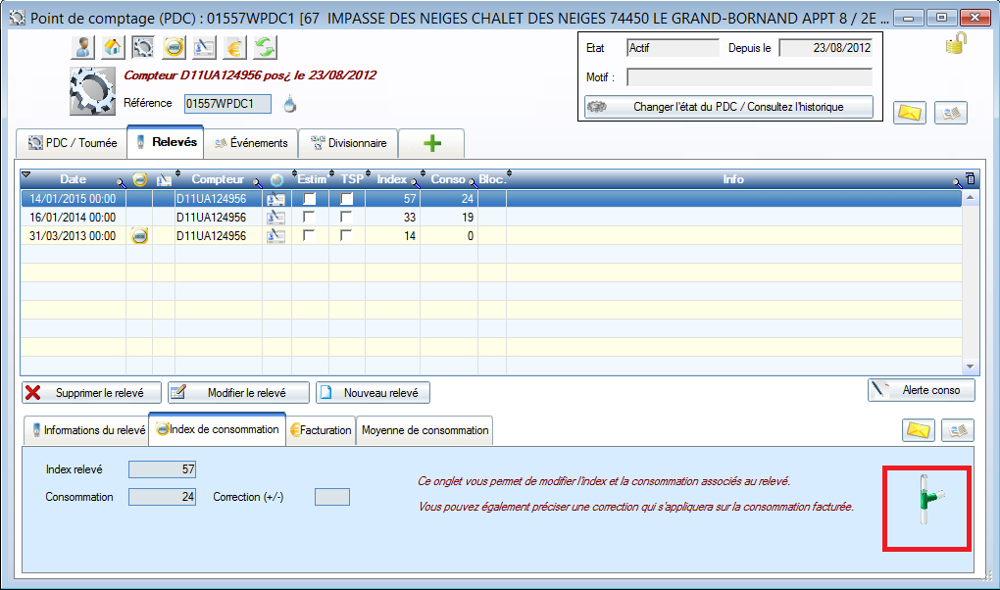 Point de comptage (PDC) : 01557WPDC1 [67 IMPASSE DES NEIGES CHALET DES NEIGES 74450 LE GRAND-BORNAND APPT 8 / 2E ...
Compteur D11UA124956 pos¿ le 23/08/2012
Référence 01557WPDC1
Etat Actif Depuis le 23/08/2012
Motif :
Changer l'état du PDC / Consultez l'historique
PDC / Tournée Relevés Événements Divisionnaire
Date Compteur Estim TSP Index Conso Bloc. Info
14/01/2015 00:00 D11UA124956 57 24
16/01/2014 00:00 D11UA124956 33 19
31/03/2013 00:00 D11UA124956 14 0
Supprimer le relevé Modifier le relevé Nouveau relevé Alerte conso
Informations du relevé Index de consommation Facturation Moyenne de consommation
Index relevé 57
Consommation 24 Correction (+/-)
Ce onglet vous permet de modifier l'index et la consommation associés au relevé.
Vous pouvez également préciser une correction qui s'appliquera sur la consommation facturée.